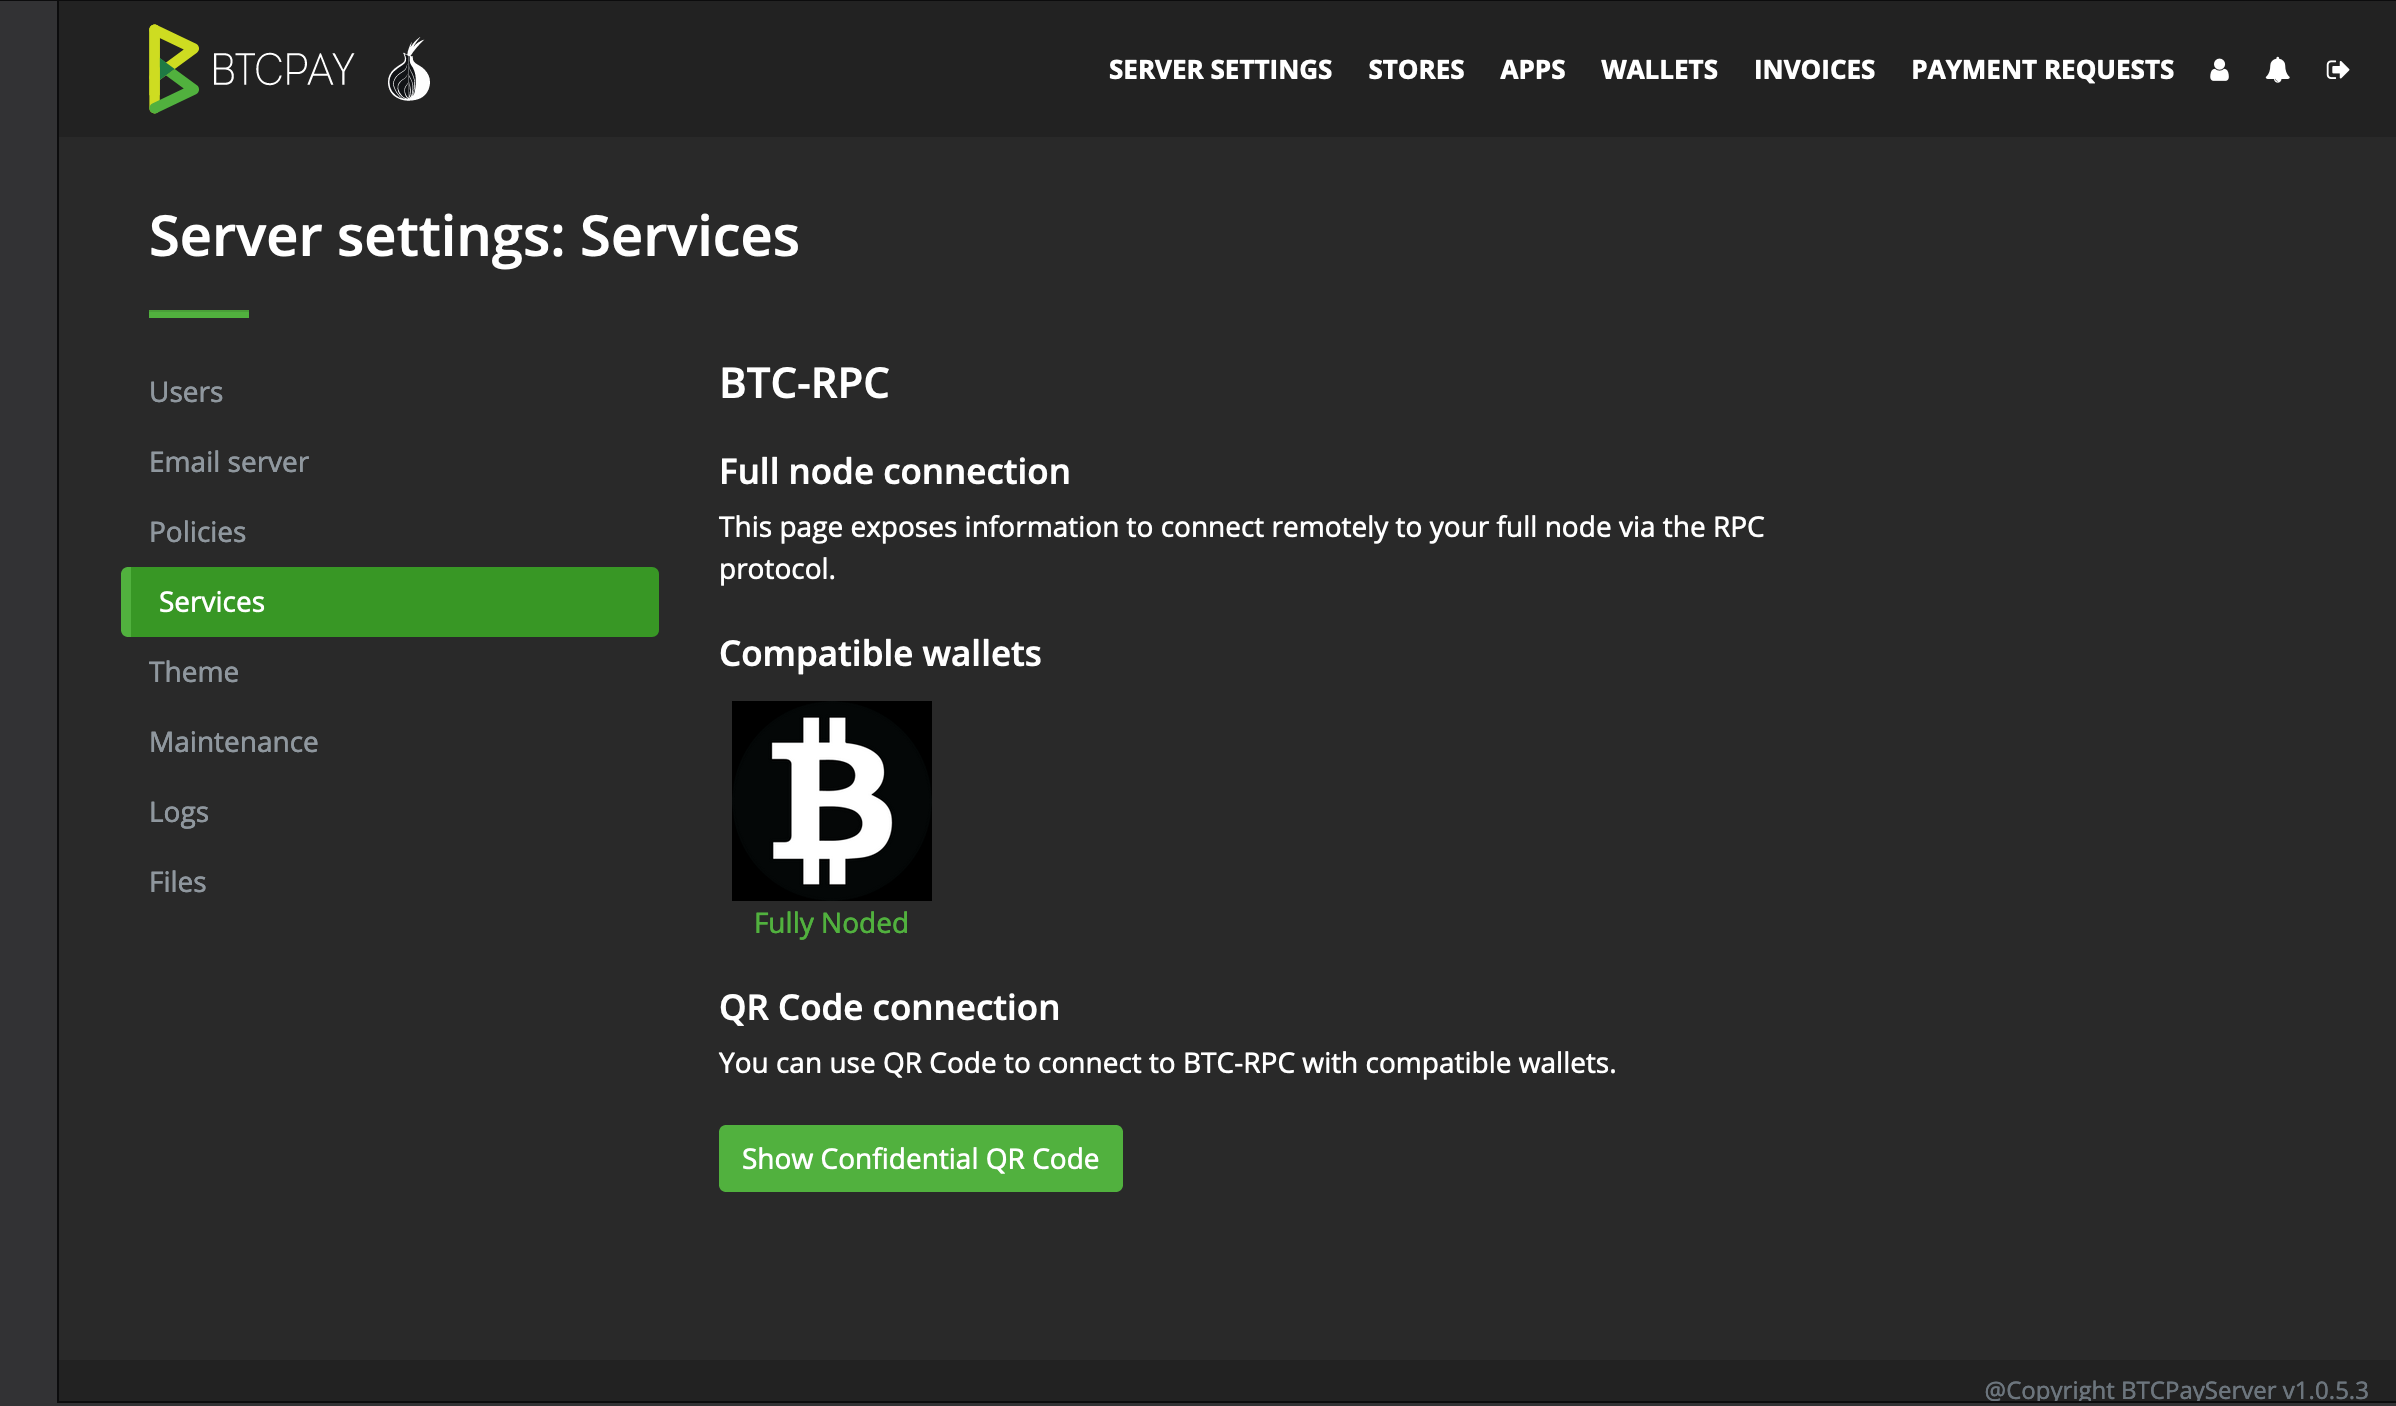 BTCPAY
SERVER SETTINGS STORES APPS WALLETS INVOICES PAYMENT REQUESTS
Server settings: Services
Users
Email server
Policies
Services
Theme
Maintenance
Logs
Files
BTC-RPC
Full node connection
This page exposes information to connect remotely to your full node via the RPC
protocol.
Compatible wallets
Fully Noded
QR Code connection
You can use QR Code to connect to BTC-RPC with compatible wallets.
Show Confidential QR Code
@Copyright BTCPayServer v1.0.5.3